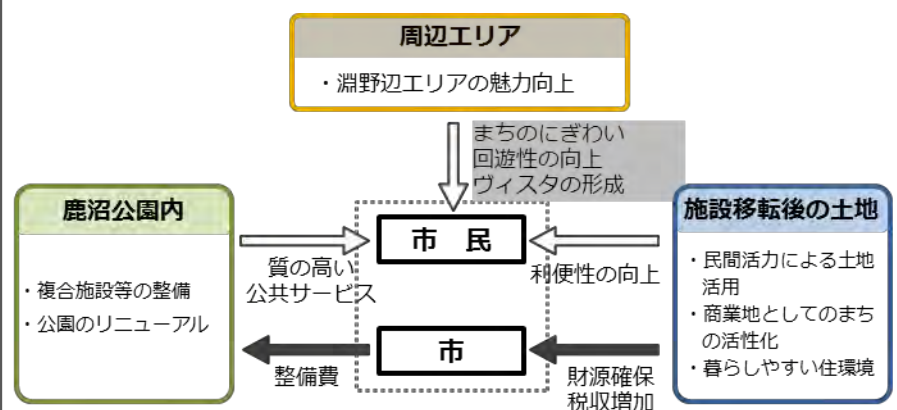 周辺エリア
・淵野辺エリアの魅力向上
まちのにぎわい
回遊性の向上
ヴィスタの形成
鹿沼公園内
・複合施設等の整備
・公園のリニューアル
質の高い
公共サービス
市 民
利便性の向上
施設移転後の土地
・民間活力による土地
活用
・商業地としてのまち
の活性化
・暮らしやすい住環境
整備費
市
財源確保
税収増加